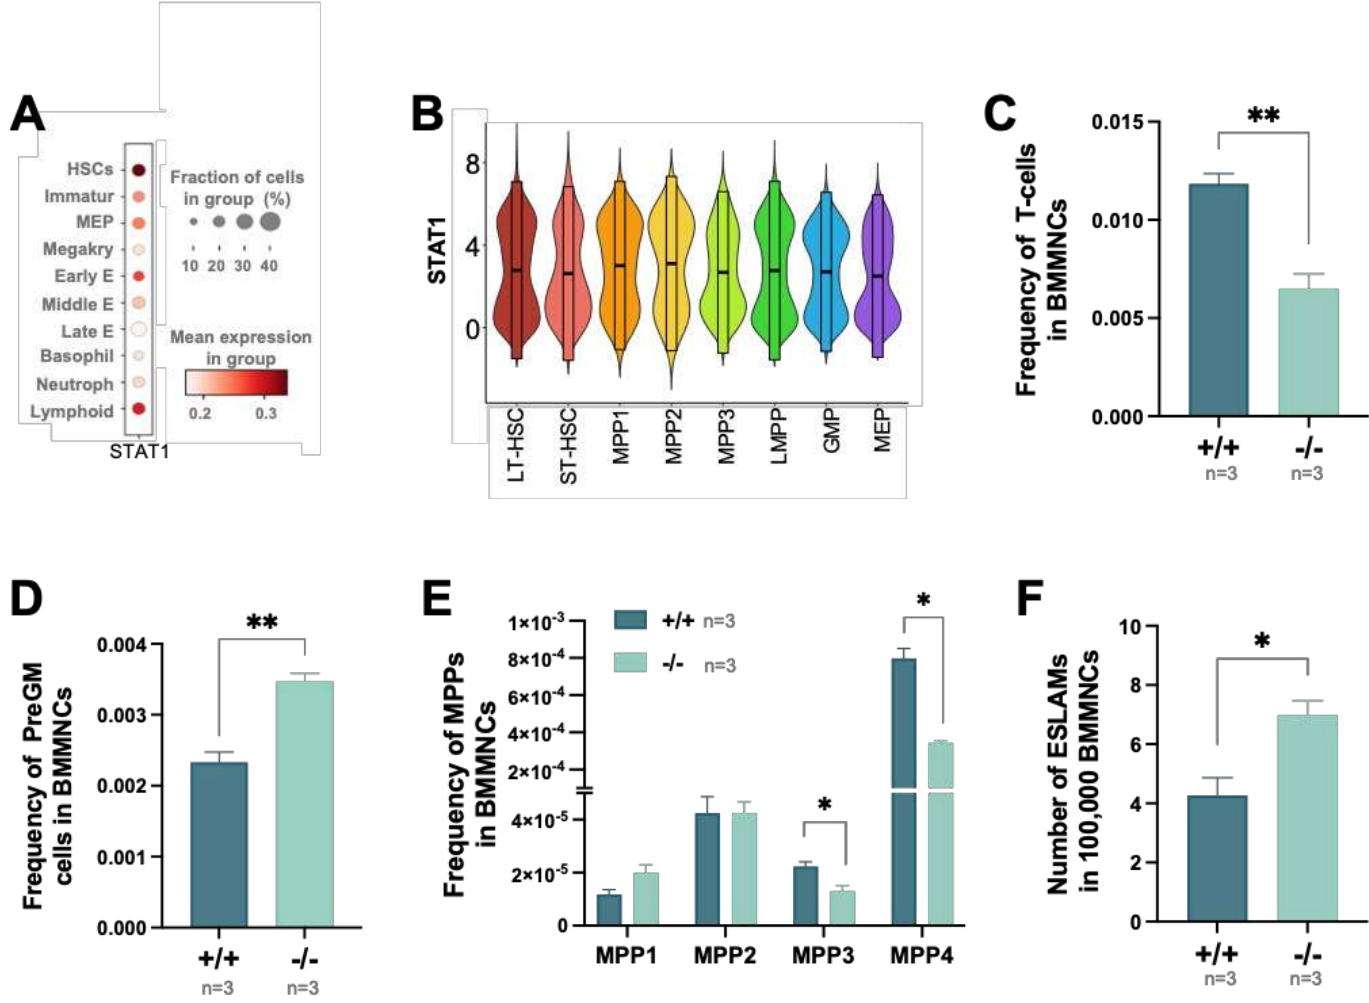 A
HSCs
Immatur
MEP
Megakry
Early E
Middle E
Late E
Basophil
Neutroph
Lymphoid
STAT1
Fraction of cells
in group (%)
10 20 30 40
Mean expression
in group
0.2 0.3
B
STAT1
8
4
0
LT-HSC
ST-HSC
MPP1
MPP2
MPP3
LMPP
GMP
MEP
C
Frequency of T-cells
in BMMNCs
0.015
0.010
0.005
0.000
**
+/+ -/-
n=3 n=3
D
Frequency of PreGM
cells in BMMNCs
0.004
0.003
0.002
0.001
0.000
**
+/+ -/-
n=3 n=3
E
Frequency of MPPs
in BMMNCs
1×10-3
8×10-4
6×10-4
4×10-4
2×10-4
4×10-5
2×10-5
0
+/+ n=3
-/- n=3
*
*
MPP1 MPP2 MPP3 MPP4
F
Number of ESLAMs
in 100,000 BMMNCs
10
8
6
4
2
0
*
+/+ -/-
n=3 n=3